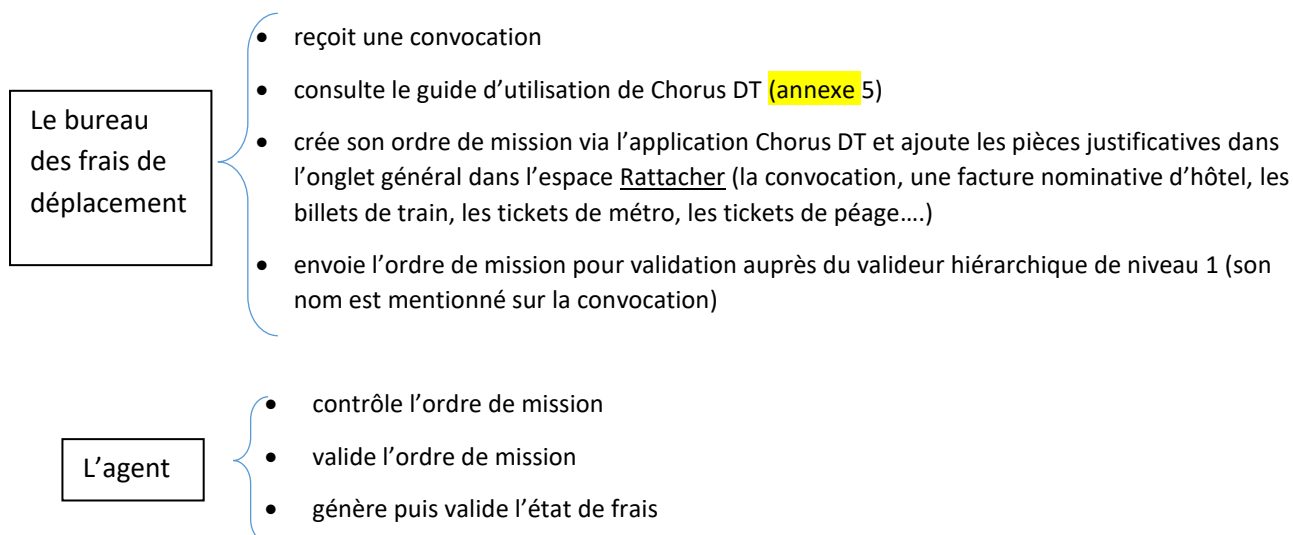 Le bureau
des frais de
déplacement
• reçoit une convocation
• consulte le guide d’utilisation de Chorus DT (annexe 5)
• crée son ordre de mission via l’application Chorus DT et ajoute les pièces justificatives dans
l’onglet général dans l’espace Rattacher (la convocation, une facture nominative d’hôtel, les
billets de train, les tickets de métro, les tickets de péage….)
• envoie l’ordre de mission pour validation auprès du valideur hiérarchique de niveau 1 (son
nom est mentionné sur la convocation)
L’agent
• contrôle l’ordre de mission
• valide l’ordre de mission
• génère puis valide l’état de frais